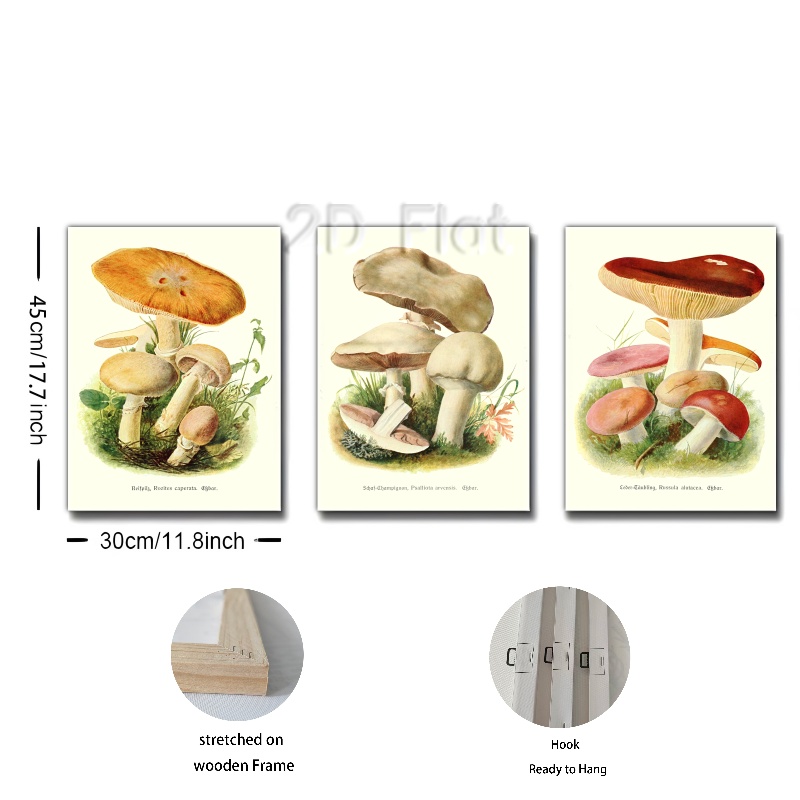 2D Flat
45cm/17.7inch
Reifpilz, Rozites caperata. Eßbar.
Schaf-Champignon, Psalliota arvensis. Eßbar.
Leder-Täubling, Russula alutacea. Eßbar.
30cm/11.8inch
stretched on
wooden Frame
Hook
Ready to Hang